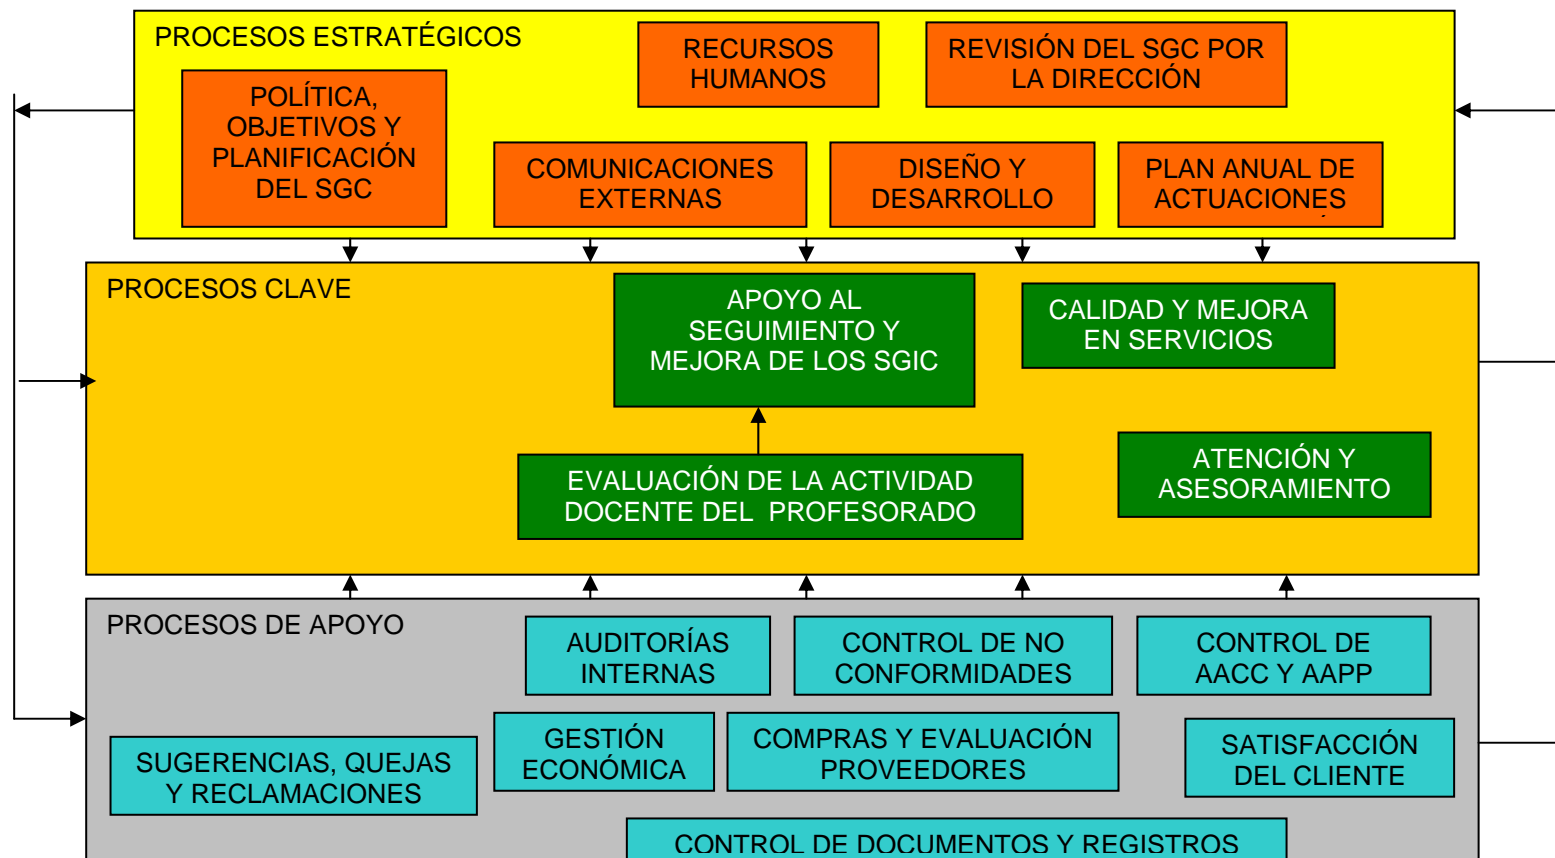 PROCESOS ESTRATÉGICOS
RECURSOS
HUMANOS
REVISIÓN DEL SGC POR
LA DIRECCIÓN
POLÍTICA,
OBJETIVOS Y
PLANIFICACIÓN
DEL SGC
COMUNICACIONES
EXTERNAS
DISEÑO Y
DESARROLLO
PLAN ANUAL DE
ACTUACIONES
PROCESOS CLAVE
APOYO AL
SEGUIMIENTO Y
MEJORA DE LOS SGIC
CALIDAD Y MEJORA
EN SERVICIOS
EVALUACIÓN DE LA ACTIVIDAD
DOCENTE DEL  PROFESORADO
ATENCIÓN Y
ASESORAMIENTO
PROCESOS DE APOYO
AUDITORÍAS
INTERNAS
CONTROL DE NO
CONFORMIDADES
CONTROL DE
AACC Y AAPP
SUGERENCIAS, QUEJAS
Y RECLAMACIONES
GESTIÓN
ECONÓMICA
COMPRAS Y EVALUACIÓN
PROVEEDORES
SATISFACCIÓN
DEL CLIENTE
CONTROL DE DOCUMENTOS Y REGISTROS